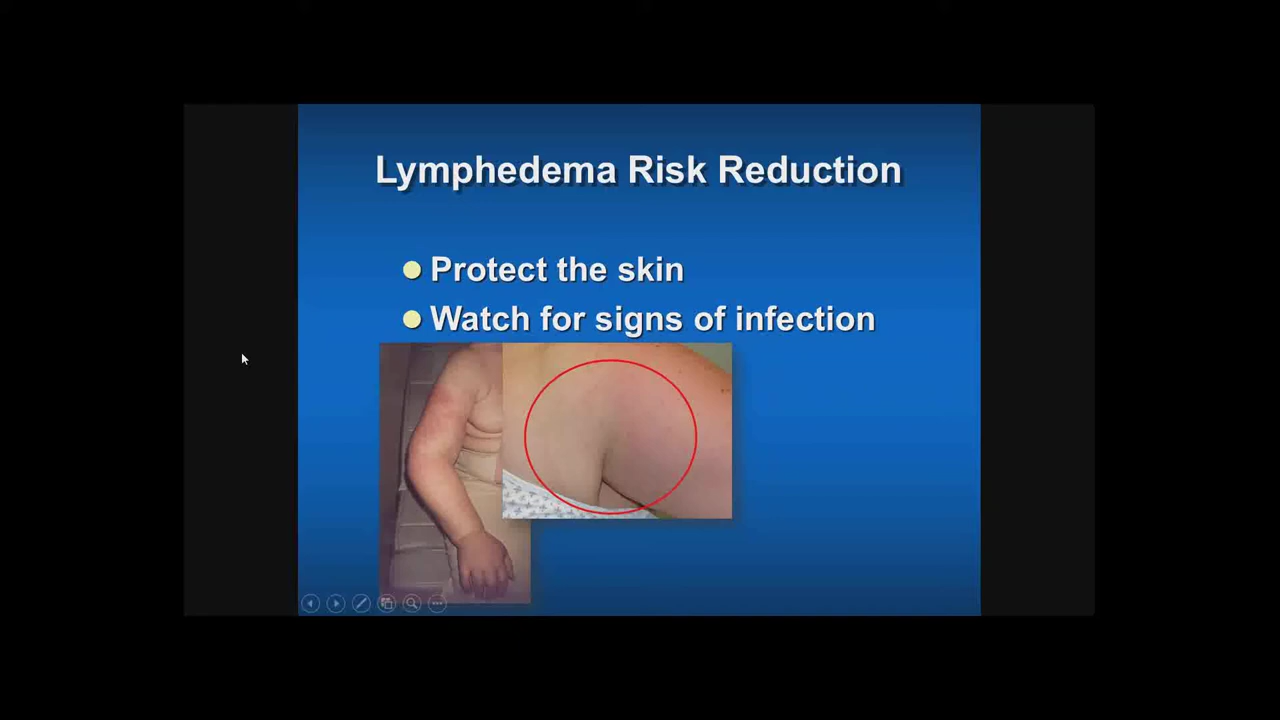 Lymphedema Risk Reduction
Protect the skin
Watch for signs of infection